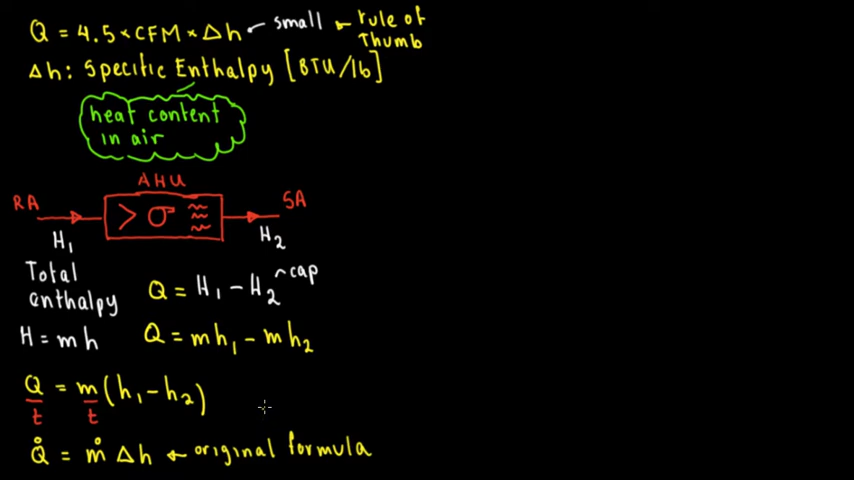 Q = 4.5 × CFM × Δh small rule of Thumb
Δh: Specific Enthalpy [BTU/lb]
heat content
in air
AHU
RA > σ SA
H₁ H₂
Total enthalpy
Q = H₁ - H₂ cap
H = mh Q = mh₁ - mh₂
Q/t = m/t (h₁ - h₂)
Q̊ = m̊ Δh ← original formula